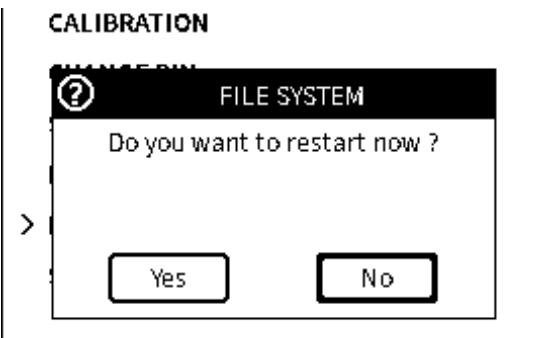 CALIBRATION
FILE SYSTEM
Do you want to restart now ?
Yes
No